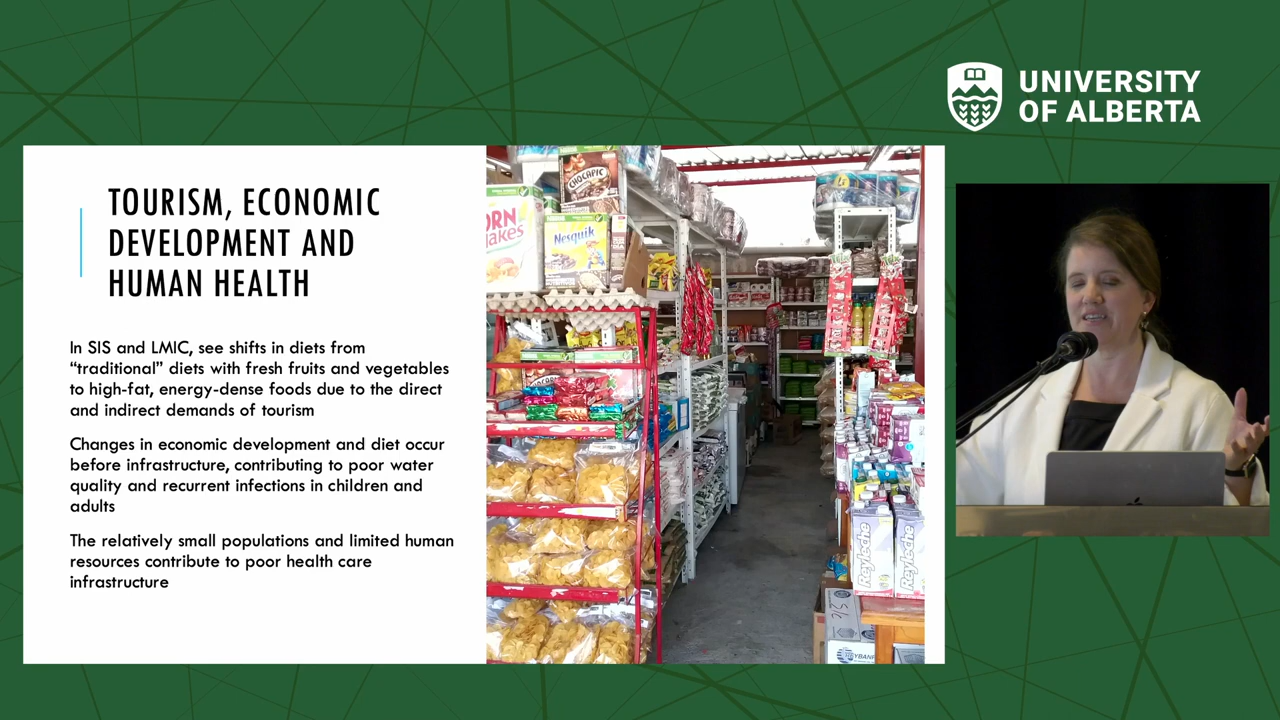 UNIVERSITY
OF ALBERTA
TOURISM, ECONOMIC
DEVELOPMENT AND
HUMAN HEALTH
In SIS and LMIC, see shifts in diets from
“traditional” diets with fresh fruits and vegetables
to high-fat, energy-dense foods due to the direct
and indirect demands of tourism
Changes in economic development and diet occur
before infrastructure, contributing to poor water
quality and recurrent infections in children and
adults
The relatively small populations and limited human
resources contribute to poor health care
infrastructure
CHOCAPIC
Nesquik
Reyleche
Reyleche